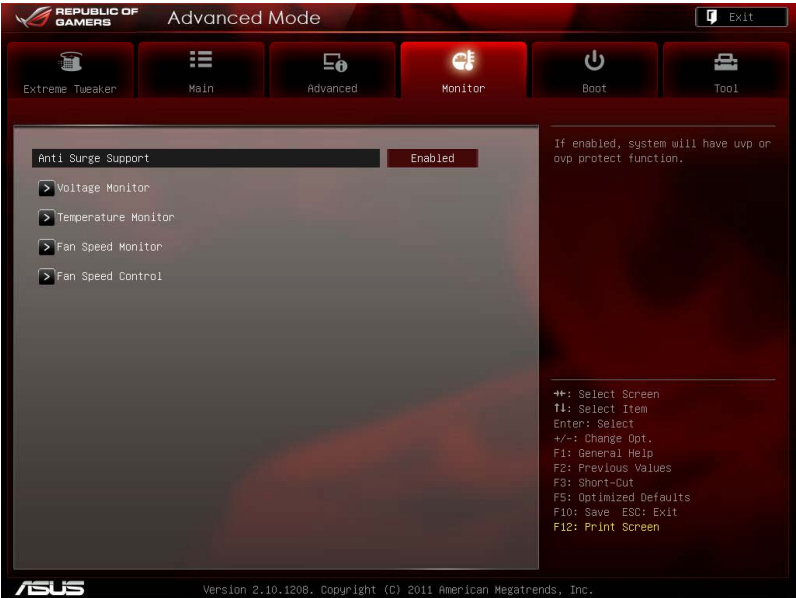 REPUBLIC OF
GAMERS
Advanced Mode
Exit
Extreme Tweaker
Main
Advanced
Monitor
Boot
Tool
Anti Surge Support Enabled
> Voltage Monitor
> Temperature Monitor
> Fan Speed Monitor
> Fan Speed Control
If enabled, system will have uvp or
ovp protect function.
→←: Select Screen
↑↓: Select Item
Enter: Select
+/-: Change Opt.
F1: General Help
F2: Previous Values
F3: Short-Cut
F5: Optimized Defaults
F10: Save ESC: Exit
F12: Print Screen
ASUS
Version 2.10.1208. Copyright (C) 2011 American Megatrends, Inc.